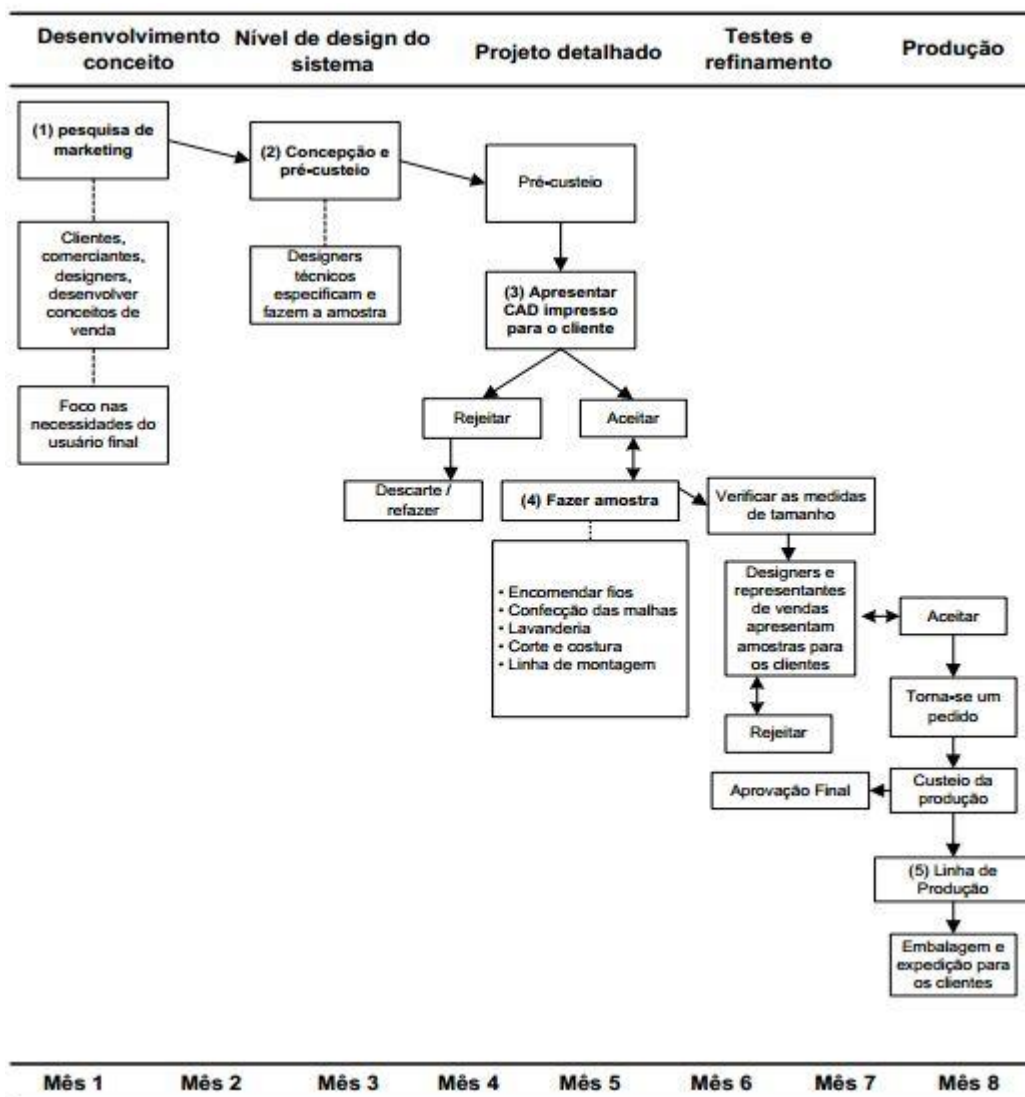 Desenvolvimento
conceito
Nível de design do
sistema
Projeto detalhado
Testes e
refinamento
Produção
(1) pesquisa de
marketing
(2) Concepção e
pré-custeio
Pré-custeio
Clientes,
comerciantes,
designers,
desenvolver
conceitos de
venda
Designers
técnicos
especificam e
fazem a amostra
(3) Apresentar
CAD impresso
para o cliente
Foco nas
necessidades do
usuário final
Rejeitar
Aceitar
Descarte /
refazer
(4) Fazer amostra
Verificar as medidas
de tamanho
• Encomendar fios
• Confecção das malhas
• Lavanderia
• Corte e costura
• Linha de montagem
Designers e
representantes
de vendas
apresentam
amostras para
os clientes
Aceitar
Rejeitar
Torna-se um
pedido
Aprovação Final
Custeio da
produção
(5) Linha de
Produção
Embalagem e
expedição para
os clientes
Mês 1 Mês 2 Mês 3 Mês 4 Mês 5 Mês 6 Mês 7 Mês 8